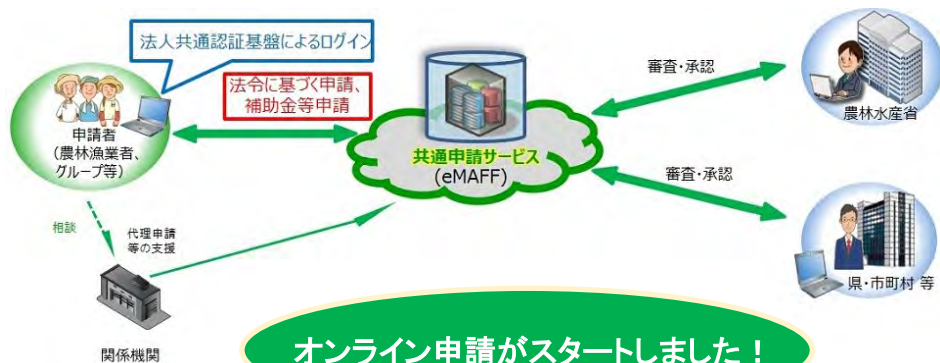 法人共通認証基盤によるログイン
法令に基づく申請、
補助金等申請
申請者
(農林漁業者、
グループ等)
共通申請サービス
(eMAFF)
審査・承認
農林水産省
審査・承認
県・市町村 等
相談
代理申請
等の支援
関係機関
オンライン申請がスタートしました!